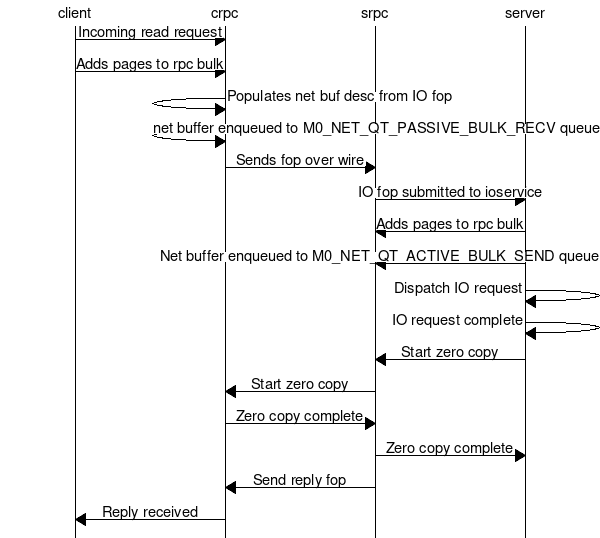 client crpc srpc server
Incoming read request
Adds pages to rpc bulk
Populates net buf desc from IO fop
net buffer enqueued to M0_NET_QT_PASSIVE_BULK_RECV queue
Sends fop over wire
IO fop submitted to ioservice
Adds pages to rpc bulk
Net buffer enqueued to M0_NET_QT_ACTIVE_BULK_SEND queue
Dispatch IO request
IO request complete
Start zero copy
Start zero copy
Zero copy complete
Zero copy complete
Send reply fop
Reply received